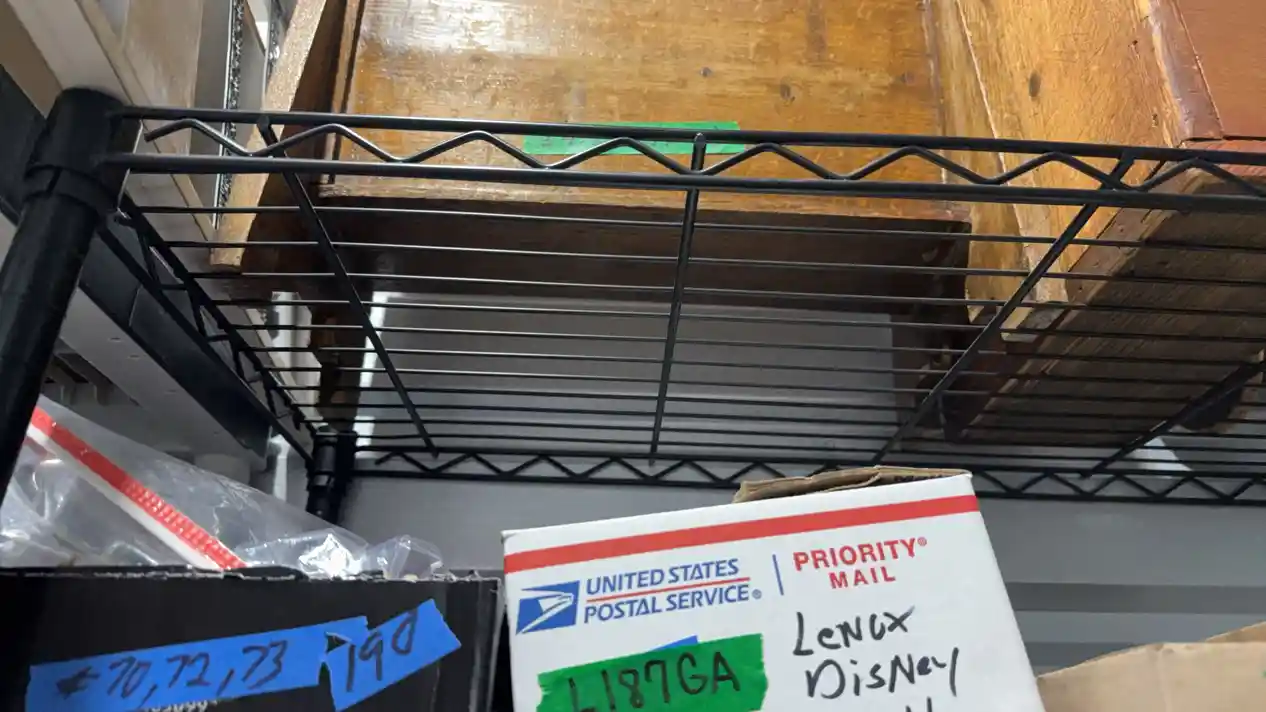 UNITED STATES
POSTAL SERVICE®
PRIORITY®
MAIL
LeNox
DisNey
L187GA
70, 72, 73
190